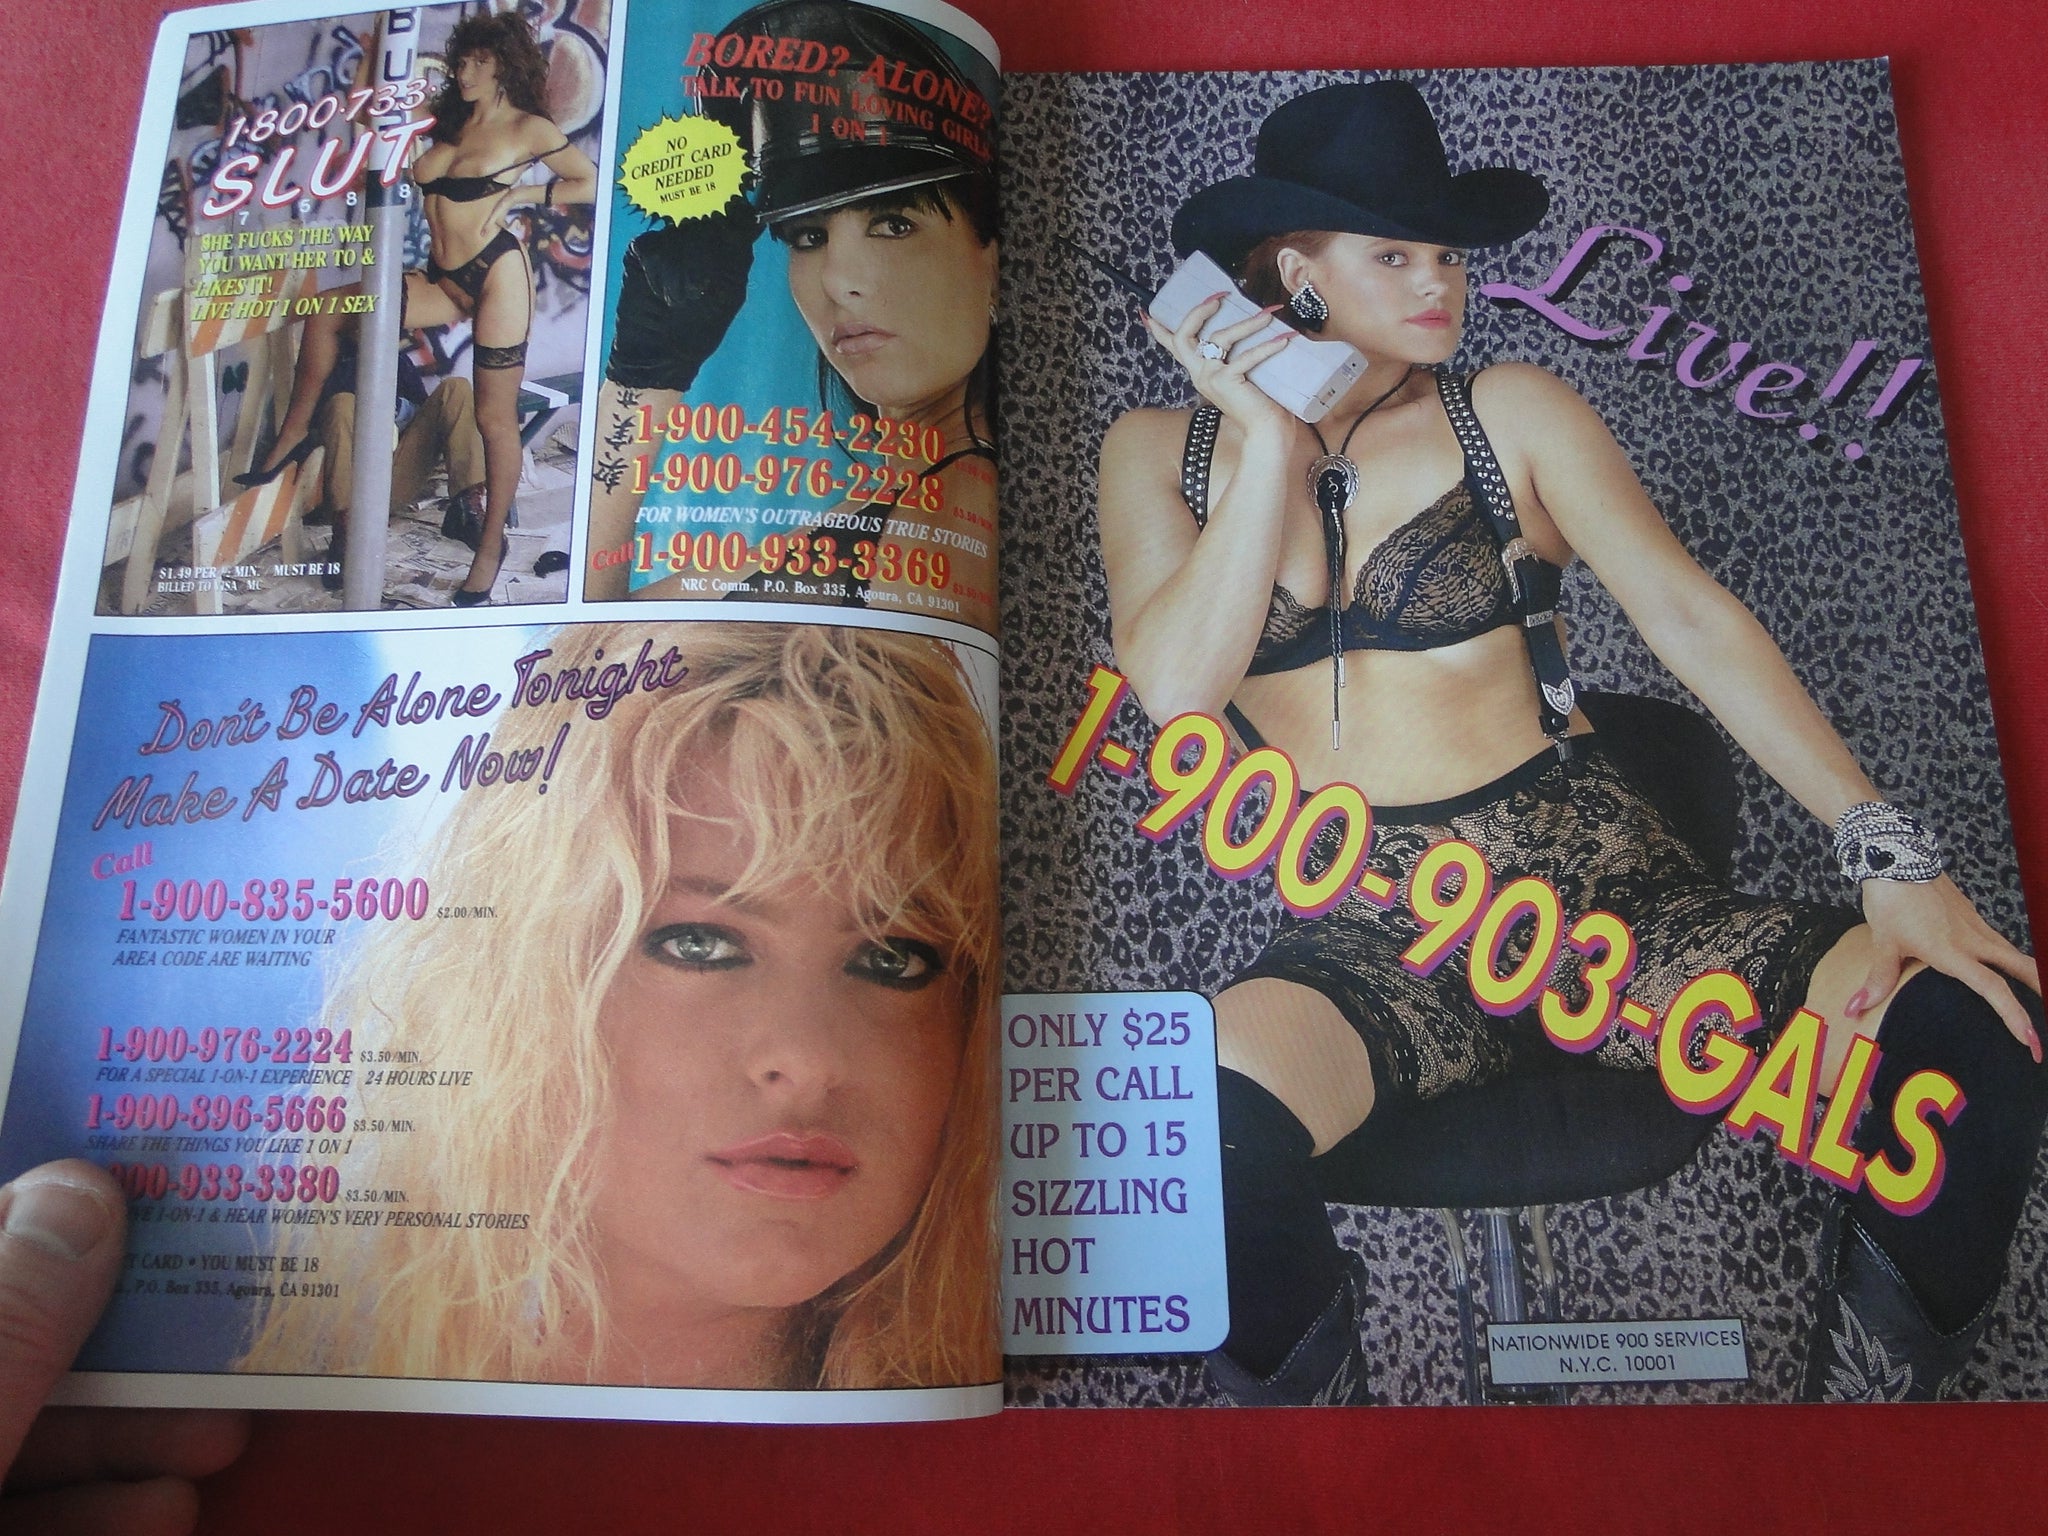 BU
1·800·733·
SLUT
7 5 8 8
SHE FUCKS THE WAY
YOU WANT HER TO &
LIKES IT!
LIVE HOT 1 ON 1 SEX
$1.49 PER ½ MIN. / MUST BE 18
BILLED TO VISA / MC
BORED? ALONE?
TALK TO FUN LOVING GIRLS
1 ON 1
NO
CREDIT CARD
NEEDED
MUST BE 18
1-900-454-2230
1-900-976-2228 $3.50/MIN.
FOR WOMEN'S OUTRAGEOUS TRUE STORIES
Call 1-900-933-3369 $3.50/MIN.
NRC Comm., P.O. Box 335, Agoura, CA 91301
Don't Be Alone Tonight
Make A Date Now!
Call
1-900-835-5600 $2.00/MIN.
FANTASTIC WOMEN IN YOUR
AREA CODE ARE WAITING
1-900-976-2224 $3.50/MIN.
FOR A SPECIAL 1-ON-1 EXPERIENCE 24 HOURS LIVE
1-900-896-5666 $3.50/MIN.
SHARE THE THINGS YOU LIKE 1 ON 1
900-933-3380 $3.50/MIN.
1-ON-1 & HEAR WOMEN'S VERY PERSONAL STORIES
CARD • YOU MUST BE 18
P.O. Box 335, Agoura, CA 91301
Live!!
1-900-903-GALS
ONLY $25
PER CALL
UP TO 15
SIZZLING
HOT
MINUTES
NATIONWIDE 900 SERVICES
N.Y.C. 10001